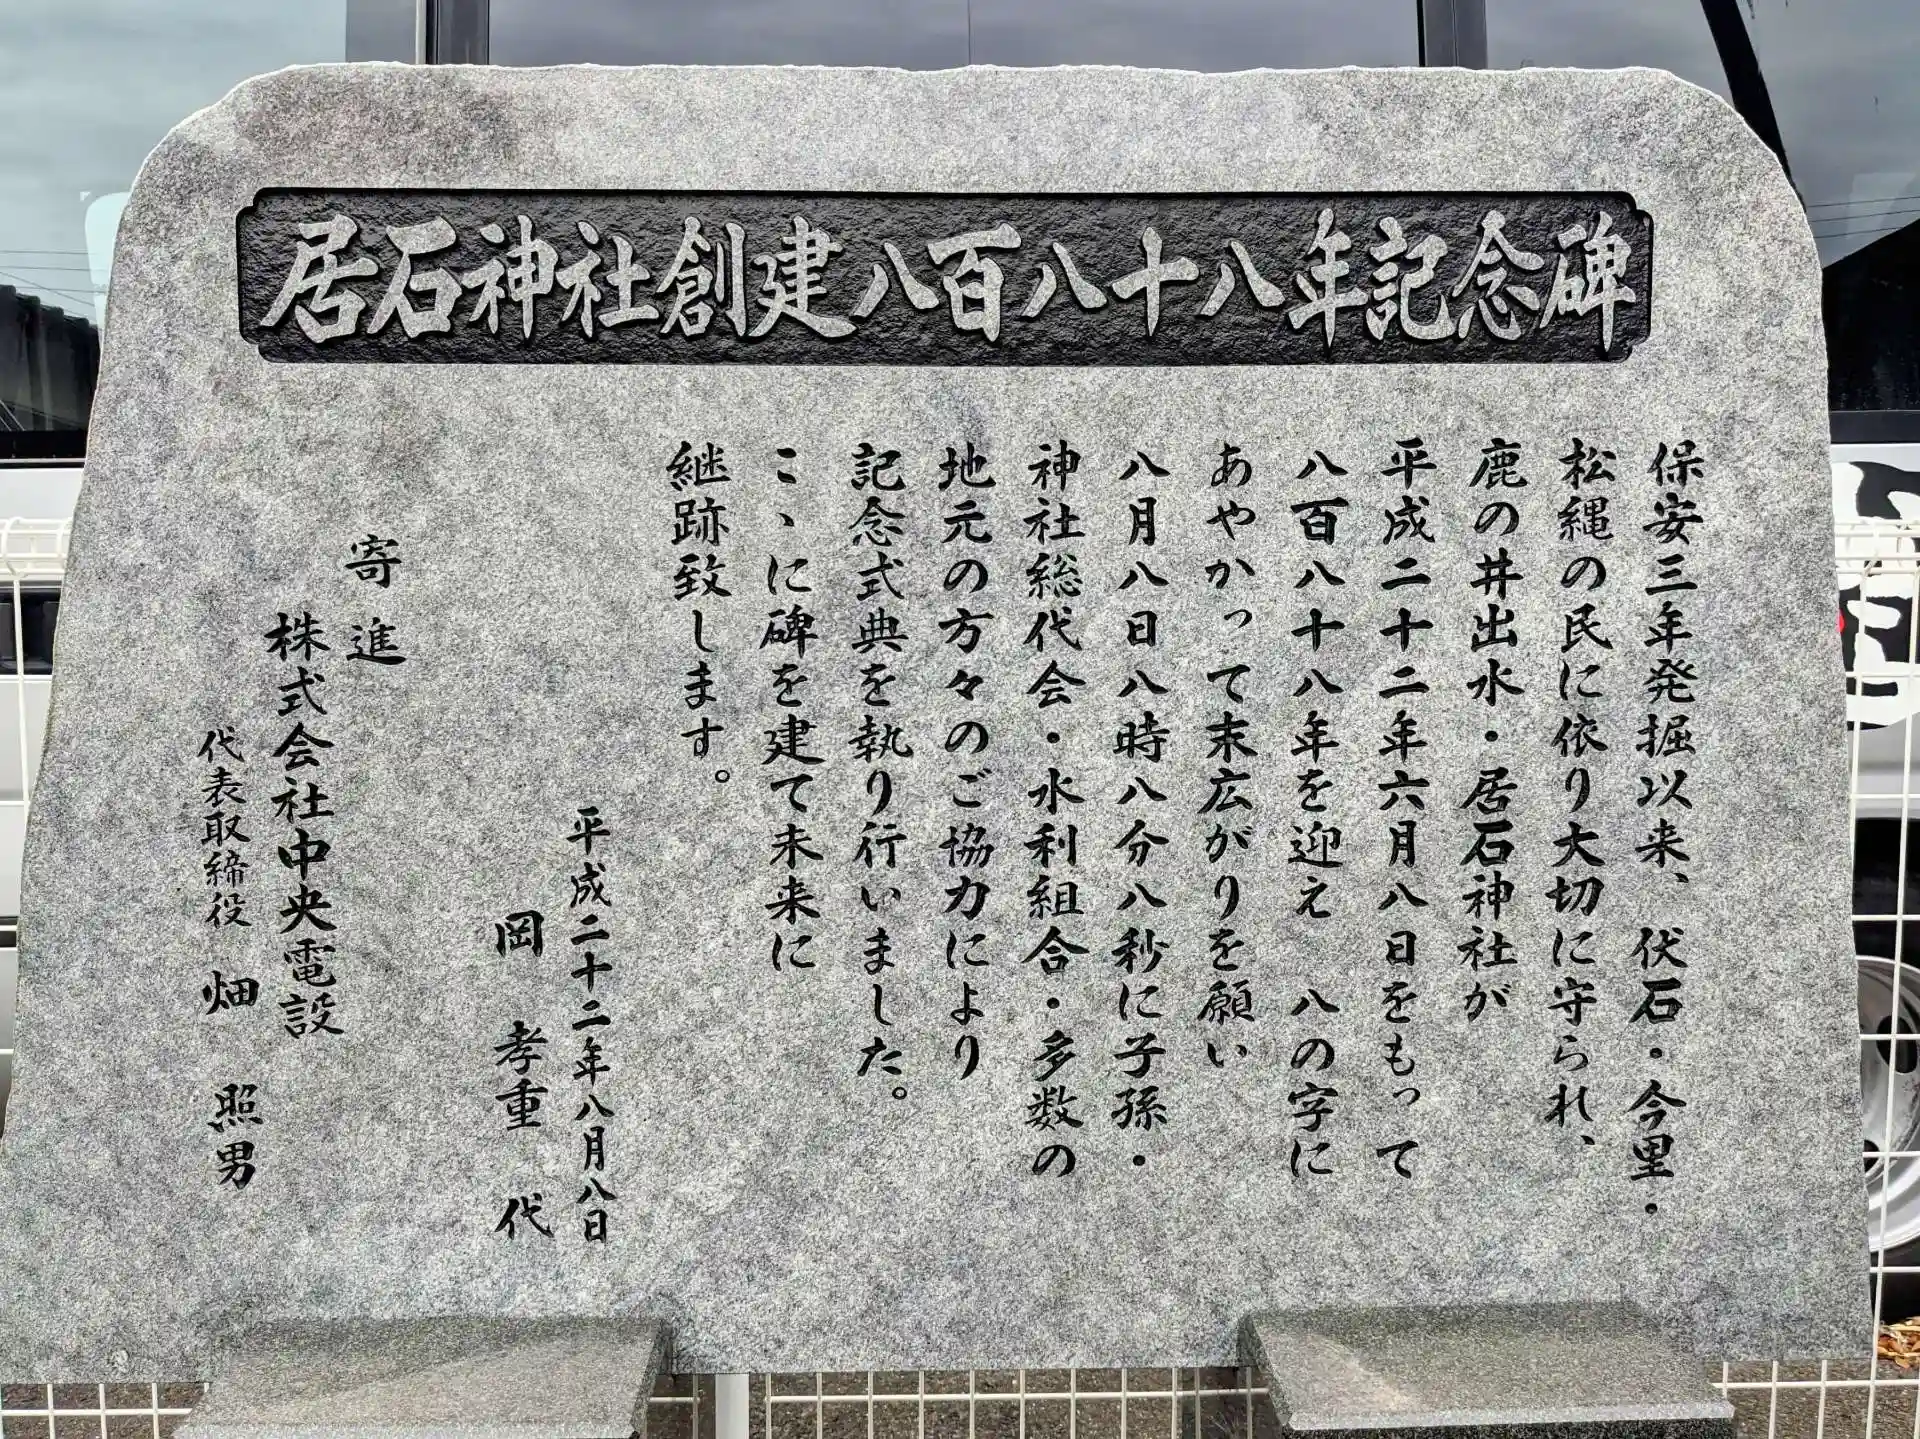 居石神社創建八百八十八年記念碑
保安三年発掘以来、伏石・今里・
松縄の民に依り大切に守られ、
鹿の井出水・居石神社が
平成二十二年六月八日をもって
八百八十八年を迎え 八の字に
あやかって末広がりを願い
八月八日八時八分八秒に子孫・
神社総代会・水利組合・多数の
地元の方々のご協力により
記念式典を執り行いました。
こゝに碑を建て未来に
継跡致します。
平成二十二年八月八日
岡 孝重 代
寄進
株式会社中央電設
代表取締役 畑 照男